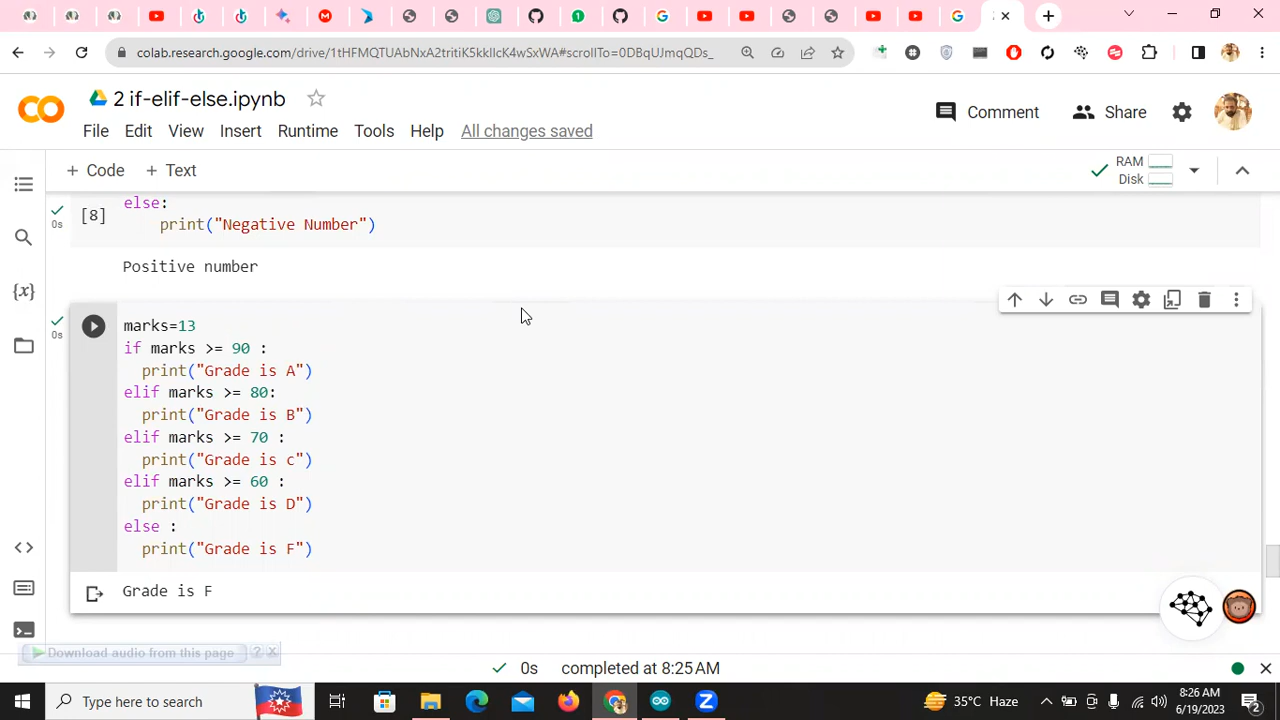 colab.research.google.com/drive/1tHFMQTUAbNxA2tritiK5kklIcK4wSxWA#scrollTo=0DBqUJmqQDs_
2 if-elif-else.ipynb
Comment
Share
File Edit View Insert Runtime Tools Help All changes saved
+ Code + Text
RAM
Disk
else:
[8]
0s
print("Negative Number")
Positive number
0s
marks=13
if marks >= 90 :
print("Grade is A")
elif marks >= 80:
print("Grade is B")
elif marks >= 70 :
print("Grade is c")
elif marks >= 60 :
print("Grade is D")
else :
print("Grade is F")
Grade is F
Download audio from this page ? x
0s completed at 8:25 AM
Type here to search
35°C Haze
8:26 AM
6/19/2023
2